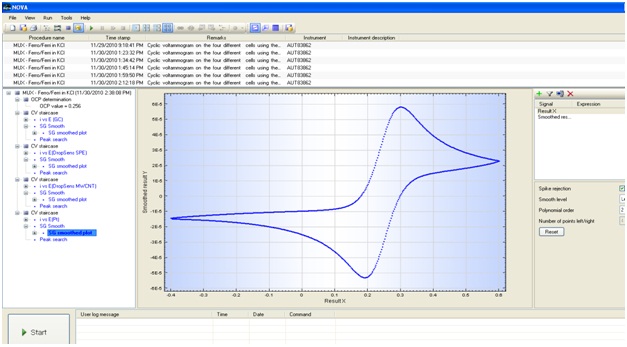 NOVA
File View Run Tools Help
Procedure name Time stamp Remarks Instrument Instrument description
MUX - Ferro/Ferri in KCl 11/29/2010 9:18:41 PM Cyclic voltammogram on the four different cells using the.. AUT83862
MUX - Ferro/Ferri in KCl 11/30/2010 1:23:32 PM Cyclic voltammogram on the four different cells using the.. AUT83862
MUX - Ferro/Ferri in KCl 11/30/2010 1:34:42 PM Cyclic voltammogram on the four different cells using the.. AUT83862
MUX - Ferro/Ferri in KCl 11/30/2010 1:45:14 PM Cyclic voltammogram on the four different cells using the.. AUT83862
MUX - Ferro/Ferri in KCl 11/30/2010 1:59:50 PM Cyclic voltammogram on the four different cells using the.. AUT83862
MUX - Ferro/Ferri in KCl 11/30/2010 2:12:18 PM Cyclic voltammogram on the four different cells using the.. AUT83862
MUX - Ferro/Ferri in KCl (11/30/2010 2:38:08 PM)
OCP determination
OCP value = 0.256
CV staircase
i vs E (GC)
SG Smooth
SG smoothed plot
Peak search
CV staircase
i vs E(DropSens SPE)
SG Smooth
SG smoothed plot
Peak search
CV staircase
i vs E(DropSens MWCNT)
SG Smooth
SG smoothed plot
Peak search
CV staircase
i vs E(Pt)
SG Smooth
SG smoothed plot
Peak search
Smoothed result Y
6E-5
5E-5
4E-5
3E-5
2E-5
1E-5
0
-1E-5
-2E-5
-3E-5
-4E-5
-5E-5
-6E-5
-0.4 -0.3 -0.2 -0.1 0 0.1 0.2 0.3 0.4 0.5 0.6
Result X
Signal Expression
Result X
Smoothed res...
Spike rejection
Smooth level
Polynomial order 2
Number of points left/right
Reset
Start
User log message Time Date Command